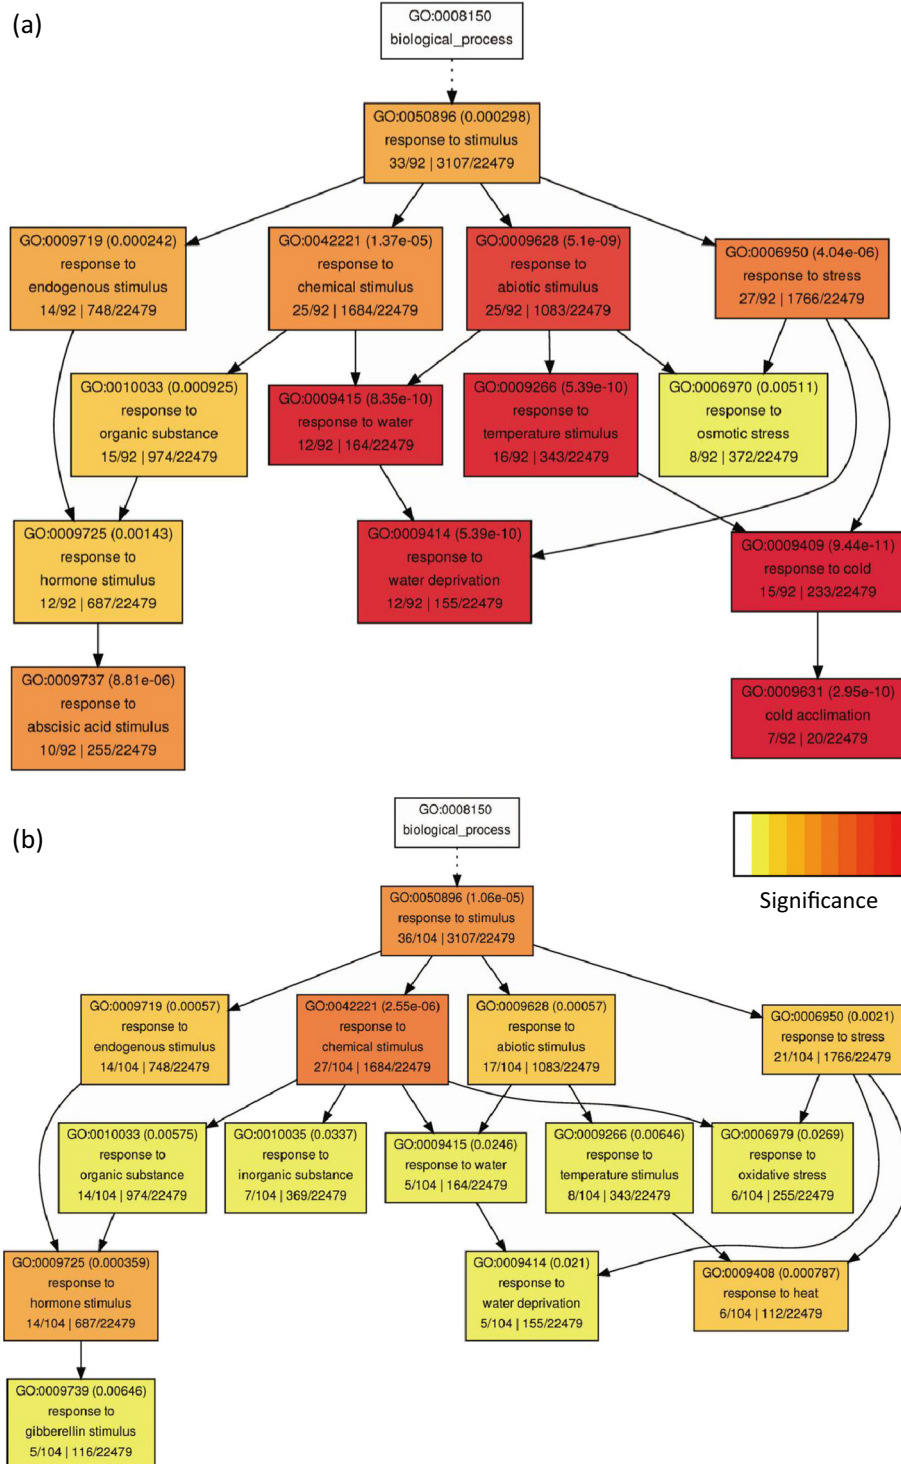 (a)
GO:0008150
biological_process
GO:0050896 (0.000298)
response to stimulus
33/92 | 3107/22479
GO:0009719 (0.000242)
response to
endogenous stimulus
14/92 | 748/22479
GO:0042221 (1.37e-05)
response to
chemical stimulus
25/92 | 1684/22479
GO:0009628 (5.1e-09)
response to
abiotic stimulus
25/92 | 1083/22479
GO:0006950 (4.04e-06)
response to stress
27/92 | 1766/22479
GO:0010033 (0.000925)
response to
organic substance
15/92 | 974/22479
GO:0009415 (8.35e-10)
response to water
12/92 | 164/22479
GO:0009266 (5.39e-10)
response to
temperature stimulus
16/92 | 343/22479
GO:0006970 (0.00511)
response to
osmotic stress
8/92 | 372/22479
GO:0009725 (0.00143)
response to
hormone stimulus
12/92 | 687/22479
GO:0009414 (5.39e-10)
response to
water deprivation
12/92 | 155/22479
GO:0009409 (9.44e-11)
response to cold
15/92 | 233/22479
GO:0009737 (8.81e-06)
response to
abscisic acid stimulus
10/92 | 255/22479
GO:0009631 (2.95e-10)
cold acclimation
7/92 | 20/22479
(b)
GO:0008150
biological_process
Significance
GO:0050896 (1.06e-05)
response to stimulus
36/104 | 3107/22479
GO:0009719 (0.00057)
response to
endogenous stimulus
14/104 | 748/22479
GO:0042221 (2.55e-06)
response to
chemical stimulus
27/104 | 1684/22479
GO:0009628 (0.00057)
response to
abiotic stimulus
17/104 | 1083/22479
GO:0006950 (0.0021)
response to stress
21/104 | 1766/22479
GO:0010033 (0.00575)
response to
organic substance
14/104 | 974/22479
GO:0010035 (0.0337)
response to
inorganic substance
7/104 | 369/22479
GO:0009415 (0.0246)
response to water
5/104 | 164/22479
GO:0009266 (0.00646)
response to
temperature stimulus
8/104 | 343/22479
GO:0006979 (0.0269)
response to
oxidative stress
6/104 | 255/22479
GO:0009725 (0.000359)
response to
hormone stimulus
14/104 | 687/22479
GO:0009414 (0.021)
response to
water deprivation
5/104 | 155/22479
GO:0009408 (0.000787)
response to heat
6/104 | 112/22479
GO:0009739 (0.00646)
response to
gibberellin stimulus
5/104 | 116/22479